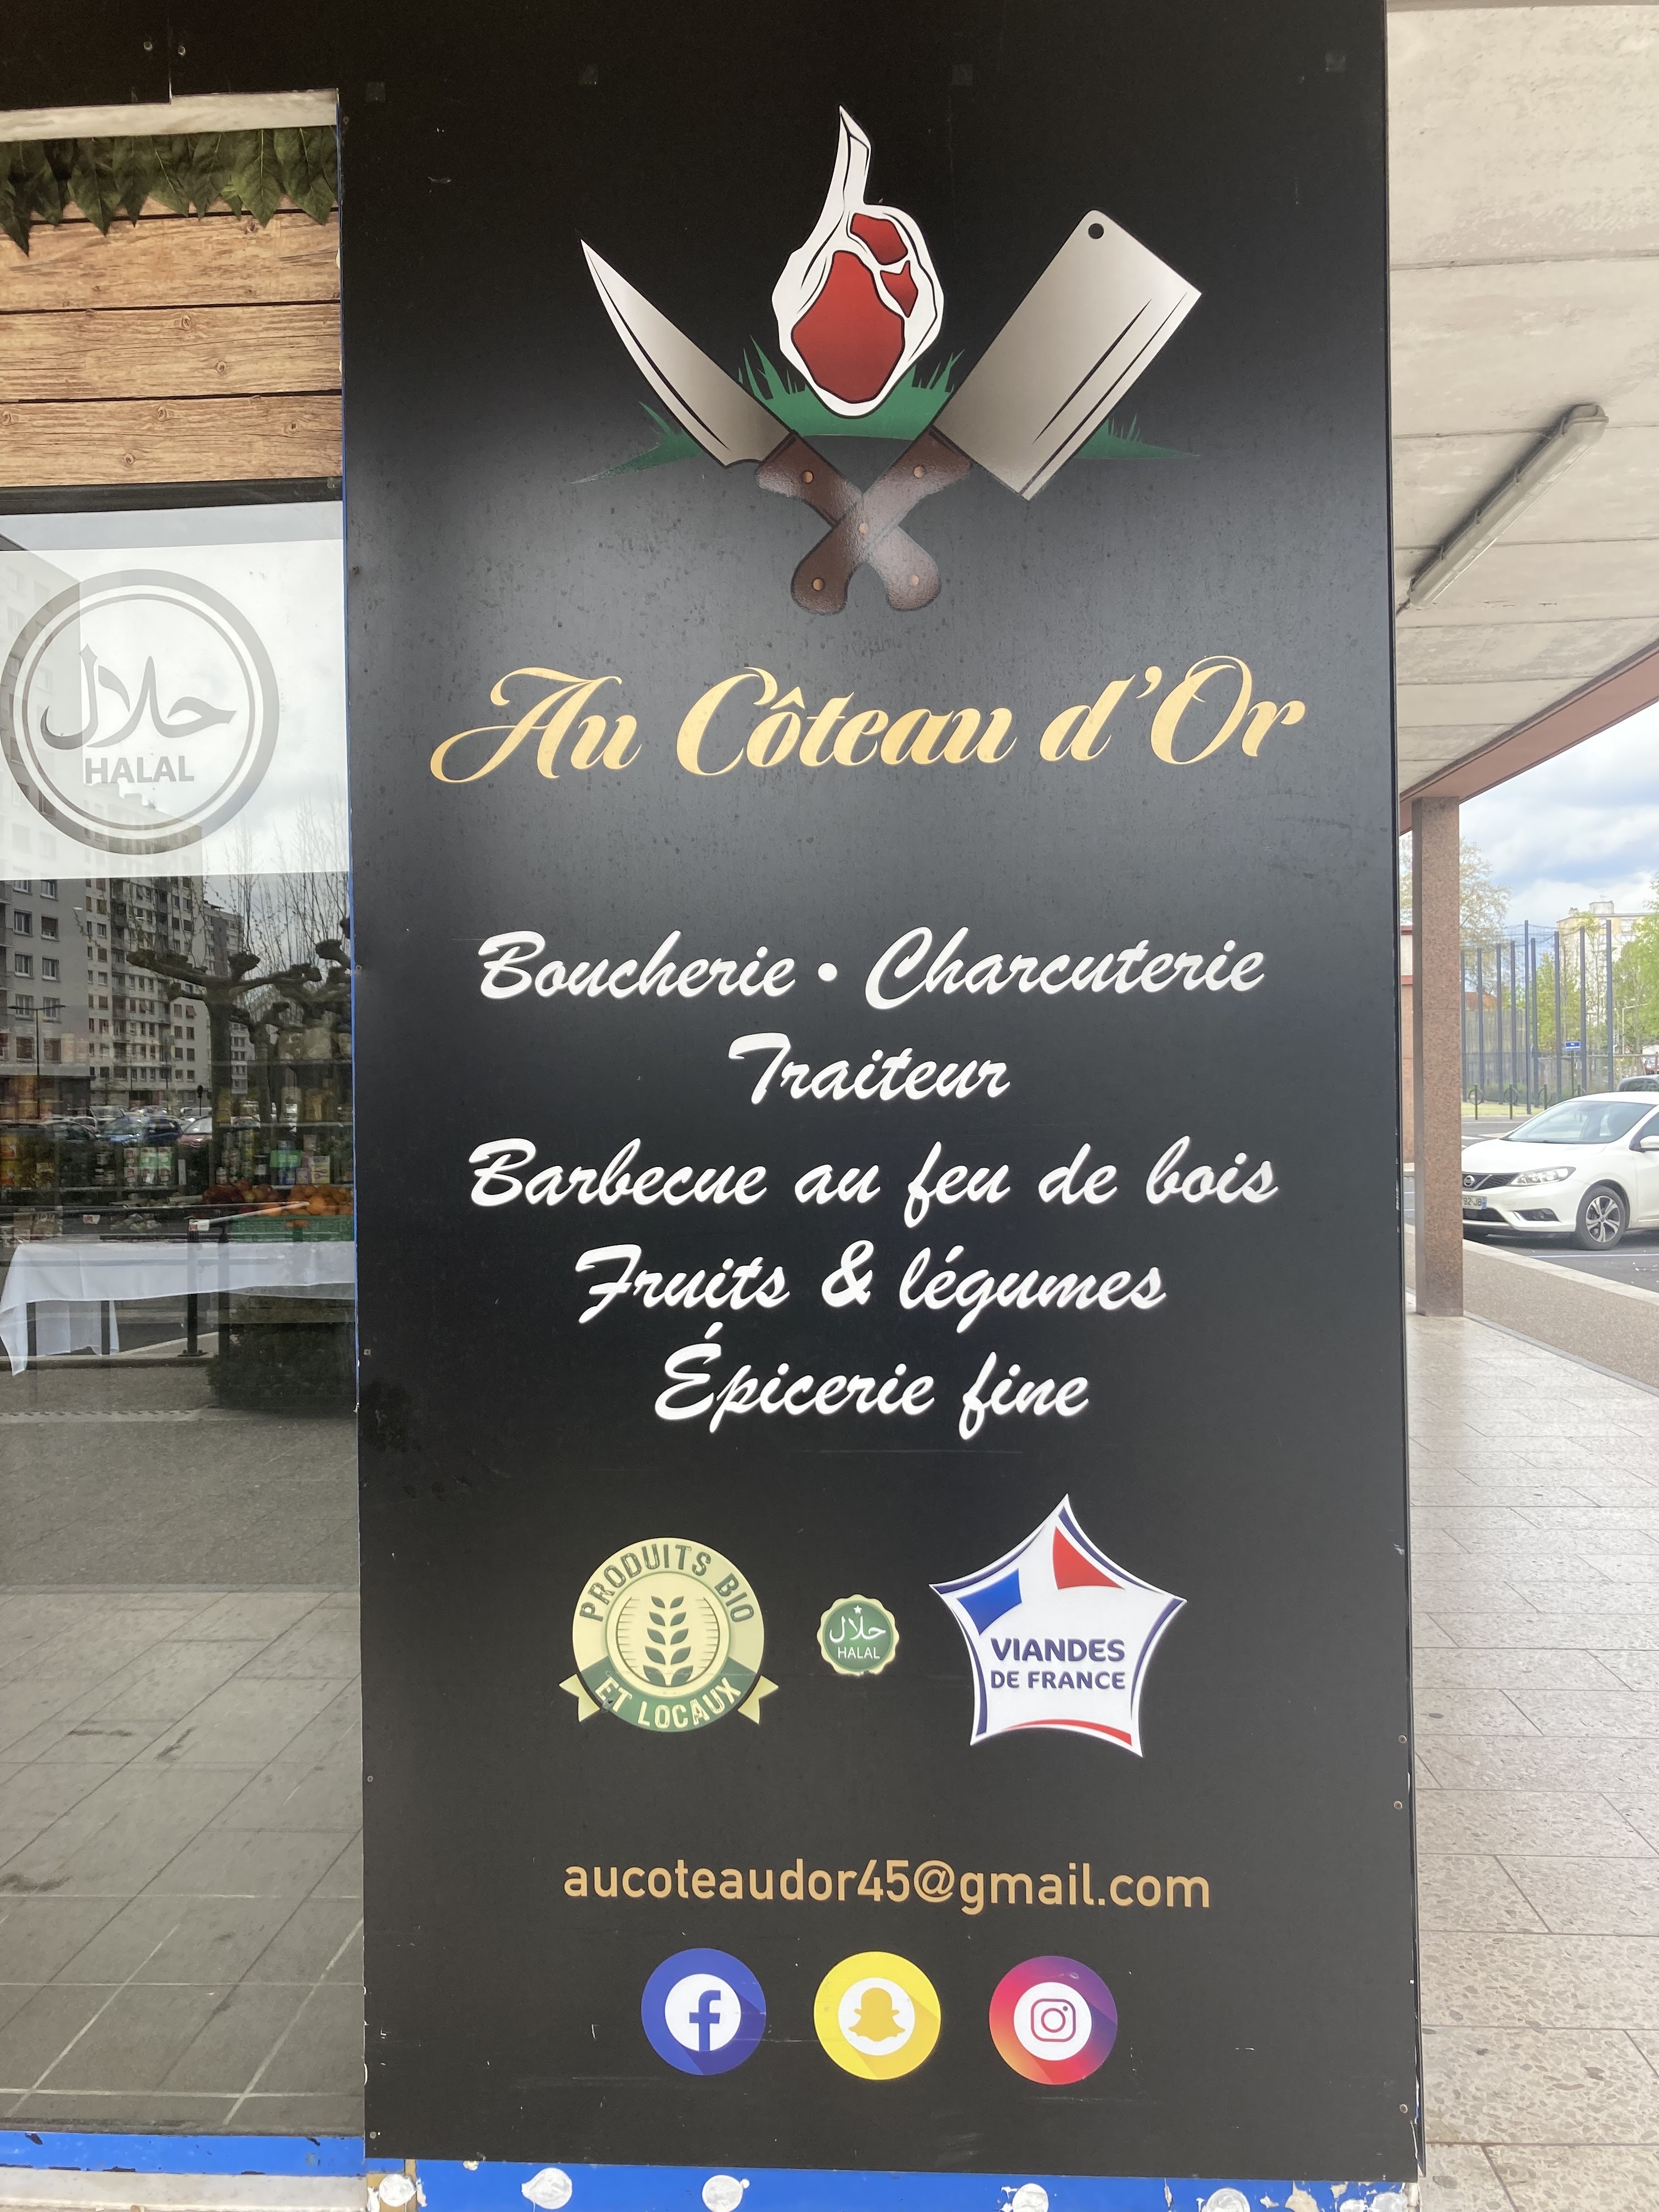 حلال
HALAL
Au Côteau d'Or
Boucherie • Charcuterie
Traiteur
Barbecue au feu de bois
Fruits & légumes
Épicerie fine
PRODUITS BIO
ET LOCAUX
حلال
HALAL
VIANDES
DE FRANCE
aucoteaudor45@gmail.com